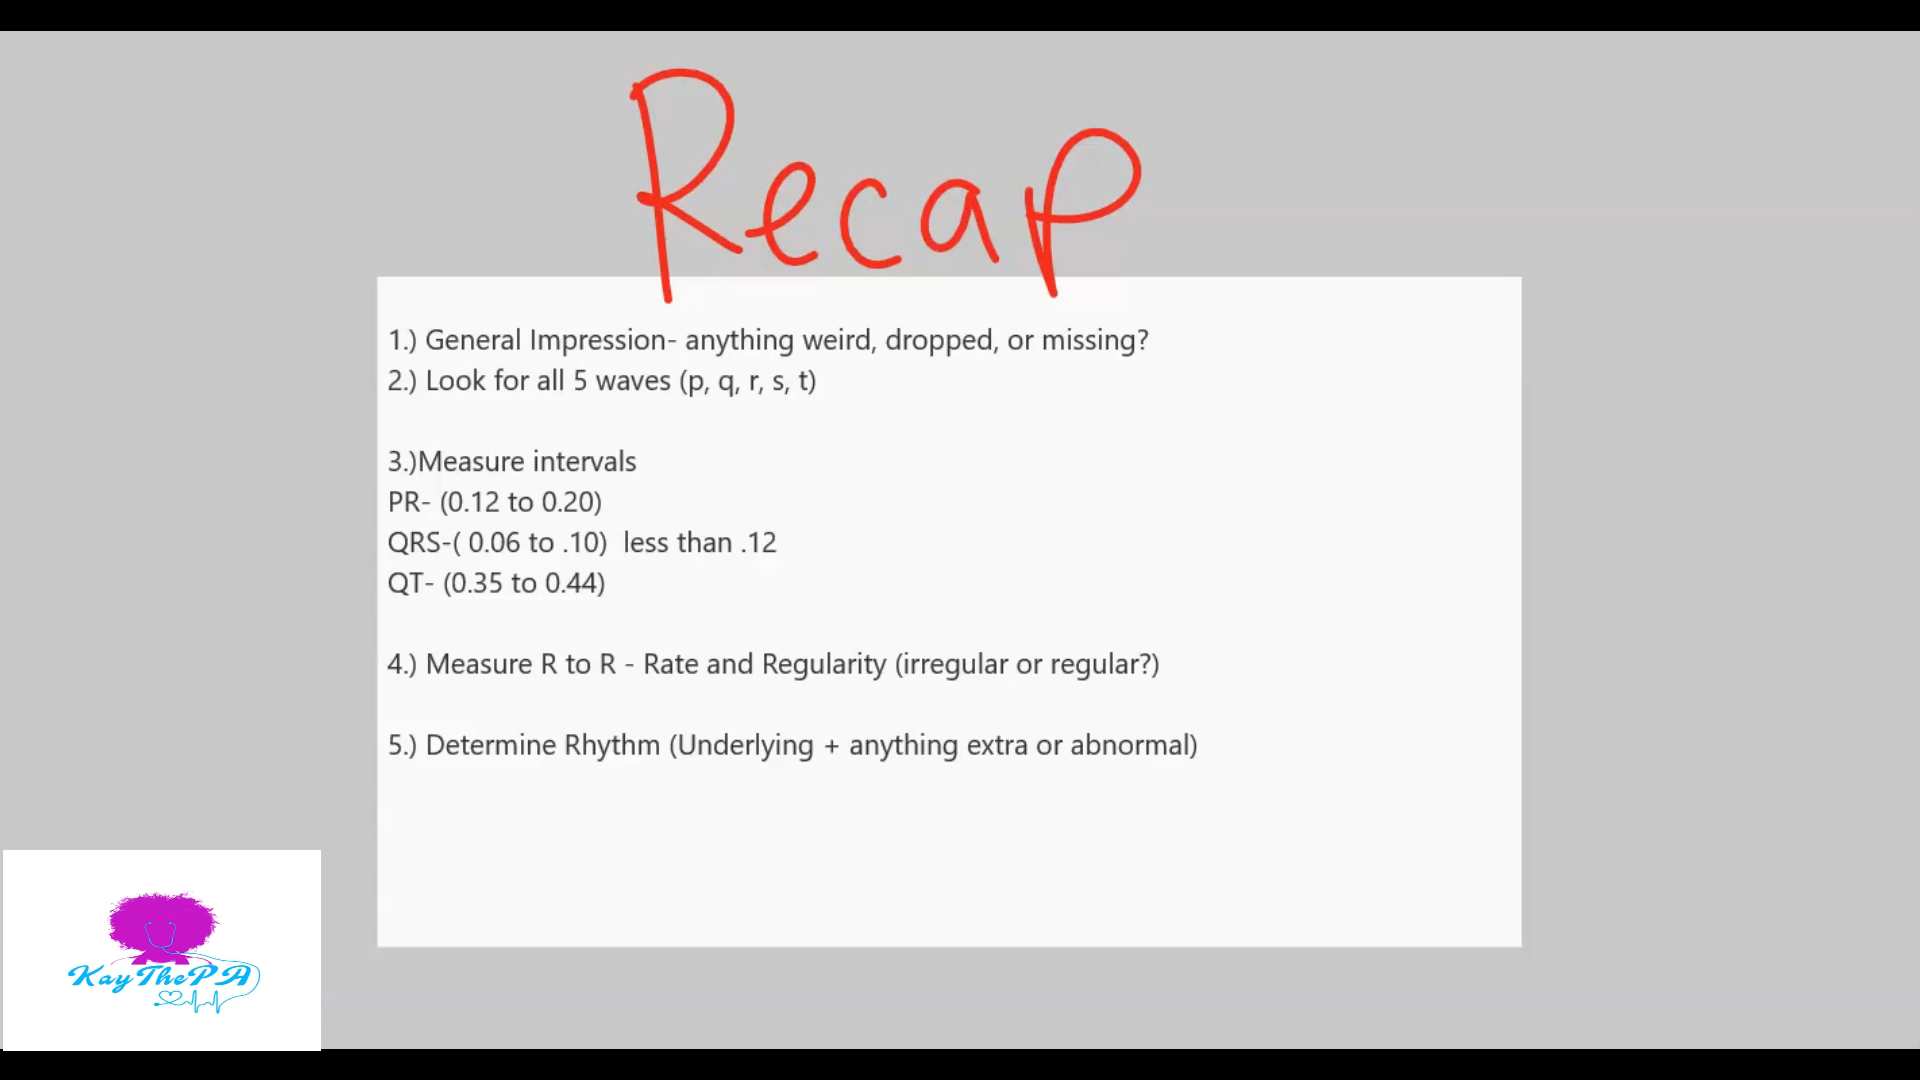 Recap
1.) General Impression- anything weird, dropped, or missing?
2.) Look for all 5 waves (p, q, r, s, t)
3.)Measure intervals
PR- (0.12 to 0.20)
QRS-( 0.06 to .10)  less than .12
QT- (0.35 to 0.44)
4.) Measure R to R - Rate and Regularity (irregular or regular?)
5.) Determine Rhythm (Underlying + anything extra or abnormal)
KayThePA